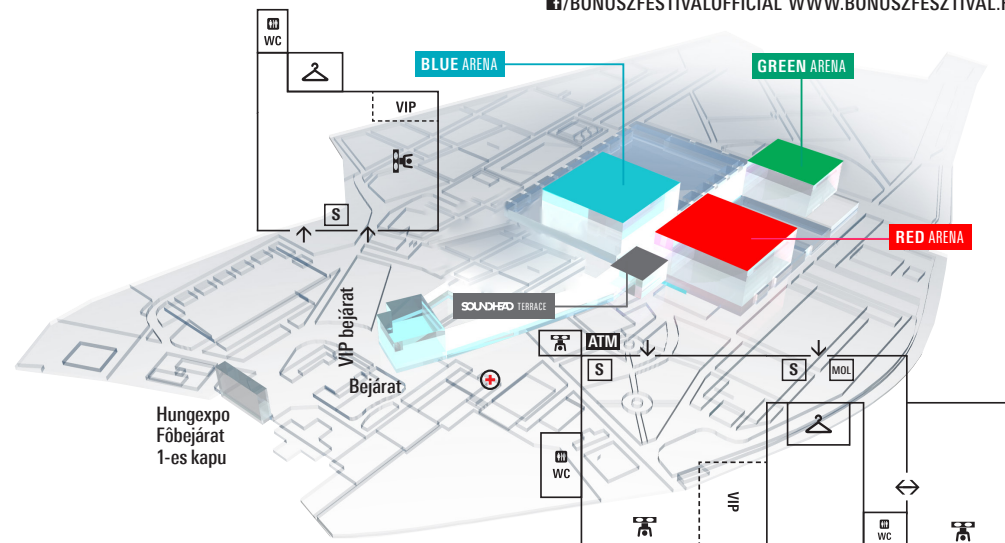 /BÓNUSZFESTIVALOFFICIAL WWW.BONUSZFESZTIVAL.
WC
BLUE ARENA
GREEN ARENA
VIP
S
RED ARENA
SOUNDHEAD TERRACE
VIP bejárat
ATM
Bejárat
S
S
MOL
Hungexpo
Fôbejárat
1-es kapu
WC
VIP
WC